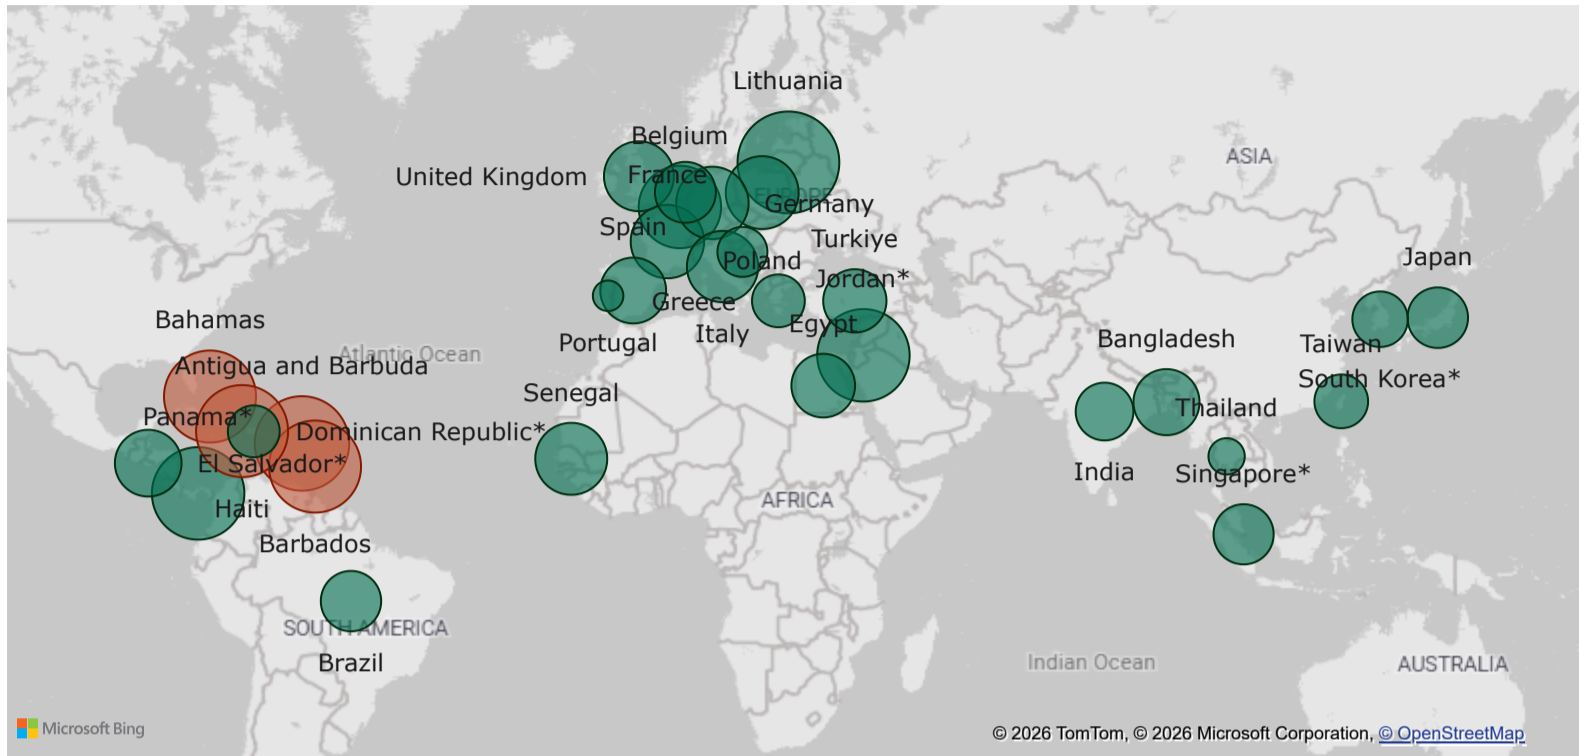 Lithuania
Belgium
ASIA
United Kingdom
France
EUROPE
Germany
Spain
Turkiye
Poland
Japan
Jordan*
Greece
Bahamas
Egypt
Italy
Portugal
Bangladesh
Taiwan
Atlantic Ocean
Antigua and Barbuda
South Korea*
Senegal
Thailand
Panama*
Dominican Republic*
El Salvador*
India
Singapore*
AFRICA
Haiti
Barbados
SOUTH AMERICA
Brazil
Indian Ocean
AUSTRALIA
Microsoft Bing
© 2026 TomTom, © 2026 Microsoft Corporation, © OpenStreetMap